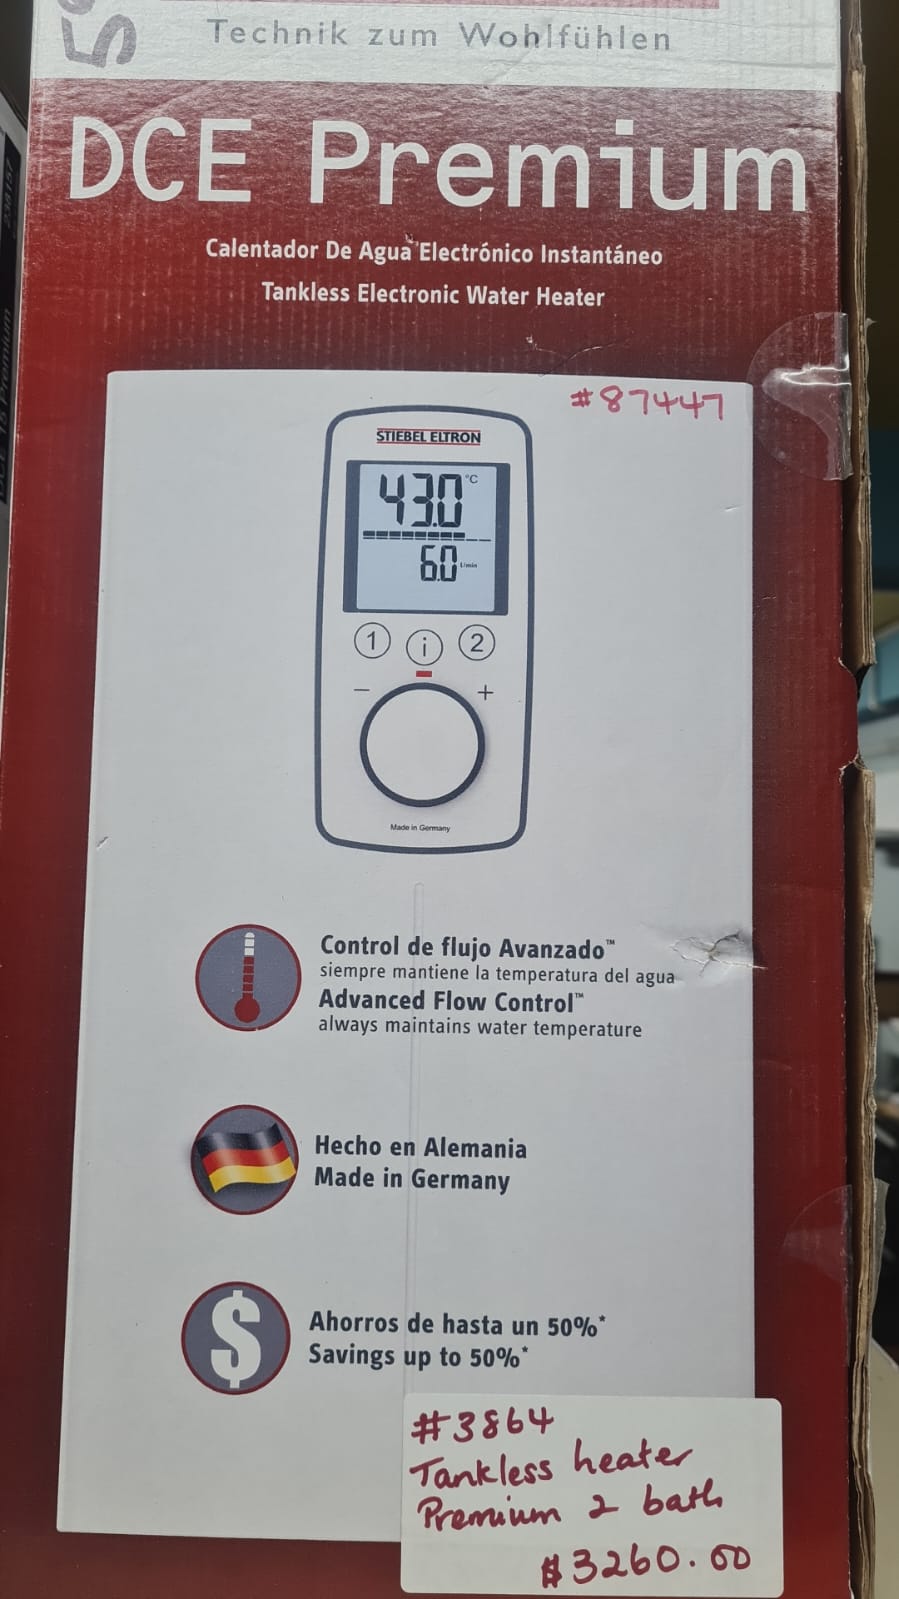 Technik zum Wohlfühlen
DCE Premium
Calentador De Agua Electrónico Instantáneo
Tankless Electronic Water Heater
#87447
STIEBEL ELTRON
43.0 °C
6.0 l/min
1 i 2
− +
Made in Germany
Control de flujo Avanzado™
siempre mantiene la temperatura del agua
Advanced Flow Control™
always maintains water temperature
Hecho en Alemania
Made in Germany
$
Ahorros de hasta un 50%*
Savings up to 50%*
#3864
Tankless heater
Premium 2 bath
$3260.00